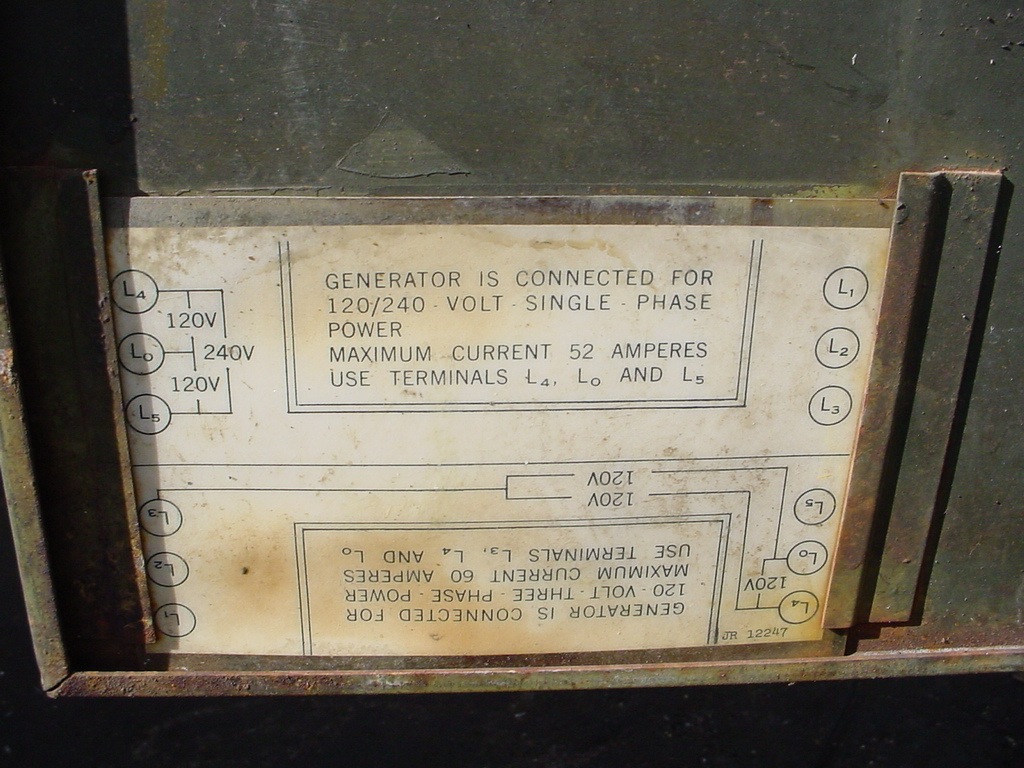 GENERATOR IS CONNECTED FOR
120/240 - VOLT - SINGLE - PHASE
POWER
MAXIMUM CURRENT 52 AMPERES
USE TERMINALS L4, L0 AND L5
L4
120V
L0
240V
120V
L5
L1
L2
L3
GENERATOR IS CONNECTED FOR
120 - VOLT - THREE - PHASE - POWER
MAXIMUM CURRENT 60 AMPERES
USE TERMINALS L3, L4 AND L0
L4
120V
L0
L5
120V
120V
L1
L2
L3
JR 12247